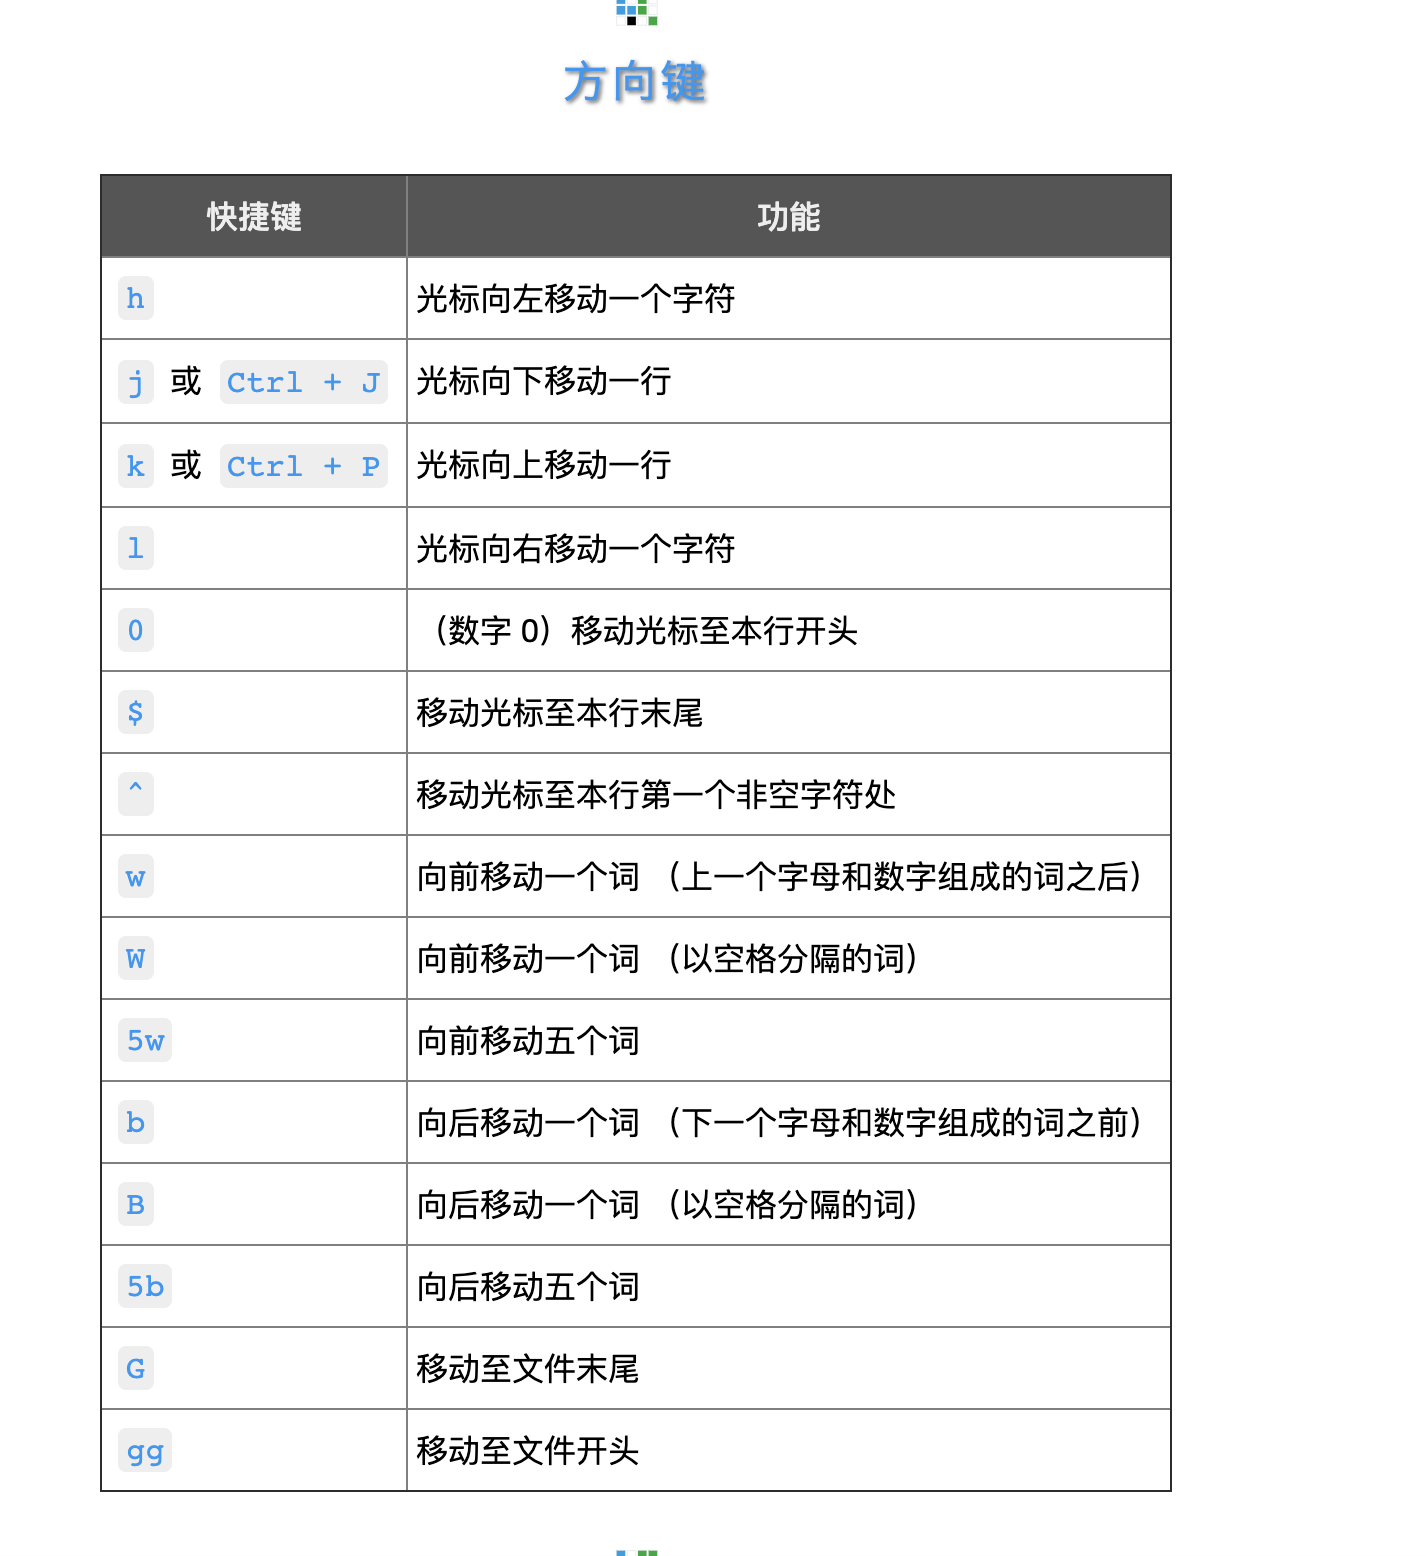 方向键
快捷键 功能
h 光标向左移动一个字符
j 或 Ctrl + J 光标向下移动一行
k 或 Ctrl + P 光标向上移动一行
l 光标向右移动一个字符
0 （数字 0）移动光标至本行开头
$ 移动光标至本行末尾
^ 移动光标至本行第一个非空字符处
w 向前移动一个词 （上一个字母和数字组成的词之后）
W 向前移动一个词 （以空格分隔的词）
5w 向前移动五个词
b 向后移动一个词 （下一个字母和数字组成的词之前）
B 向后移动一个词 （以空格分隔的词）
5b 向后移动五个词
G 移动至文件末尾
gg 移动至文件开头